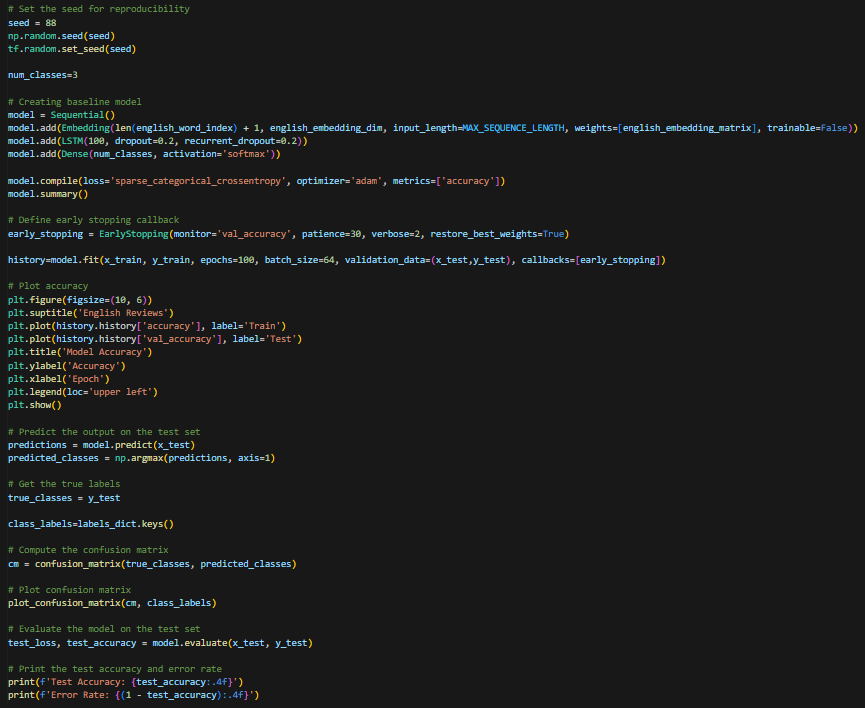 # Set the seed for reproducibility
seed = 88
np.random.seed(seed)
tf.random.set_seed(seed)
num_classes=3
# Creating baseline model
model = Sequential()
model.add(Embedding(len(english_word_index) + 1, english_embedding_dim, input_length=MAX_SEQUENCE_LENGTH, weights=[english_embedding_matrix], trainable=False))
model.add(LSTM(100, dropout=0.2, recurrent_dropout=0.2))
model.add(Dense(num_classes, activation='softmax'))
model.compile(loss='sparse_categorical_crossentropy', optimizer='adam', metrics=['accuracy'])
model.summary()
# Define early stopping callback
early_stopping = EarlyStopping(monitor='val_accuracy', patience=30, verbose=2, restore_best_weights=True)
history=model.fit(x_train, y_train, epochs=100, batch_size=64, validation_data=(x_test,y_test), callbacks=[early_stopping])
# Plot accuracy
plt.figure(figsize=(10, 6))
plt.suptitle('English Reviews')
plt.plot(history.history['accuracy'], label='Train')
plt.plot(history.history['val_accuracy'], label='Test')
plt.title('Model Accuracy')
plt.ylabel('Accuracy')
plt.xlabel('Epoch')
plt.legend(loc='upper left')
plt.show()
# Predict the output on the test set
predictions = model.predict(x_test)
predicted_classes = np.argmax(predictions, axis=1)
# Get the true labels
true_classes = y_test
class_labels=labels_dict.keys()
# Compute the confusion matrix
cm = confusion_matrix(true_classes, predicted_classes)
# Plot confusion matrix
plot_confusion_matrix(cm, class_labels)
# Evaluate the model on the test set
test_loss, test_accuracy = model.evaluate(x_test, y_test)
# Print the test accuracy and error rate
print(f'Test Accuracy: {test_accuracy:.4f}')
print(f'Error Rate: {(1 - test_accuracy):.4f}')